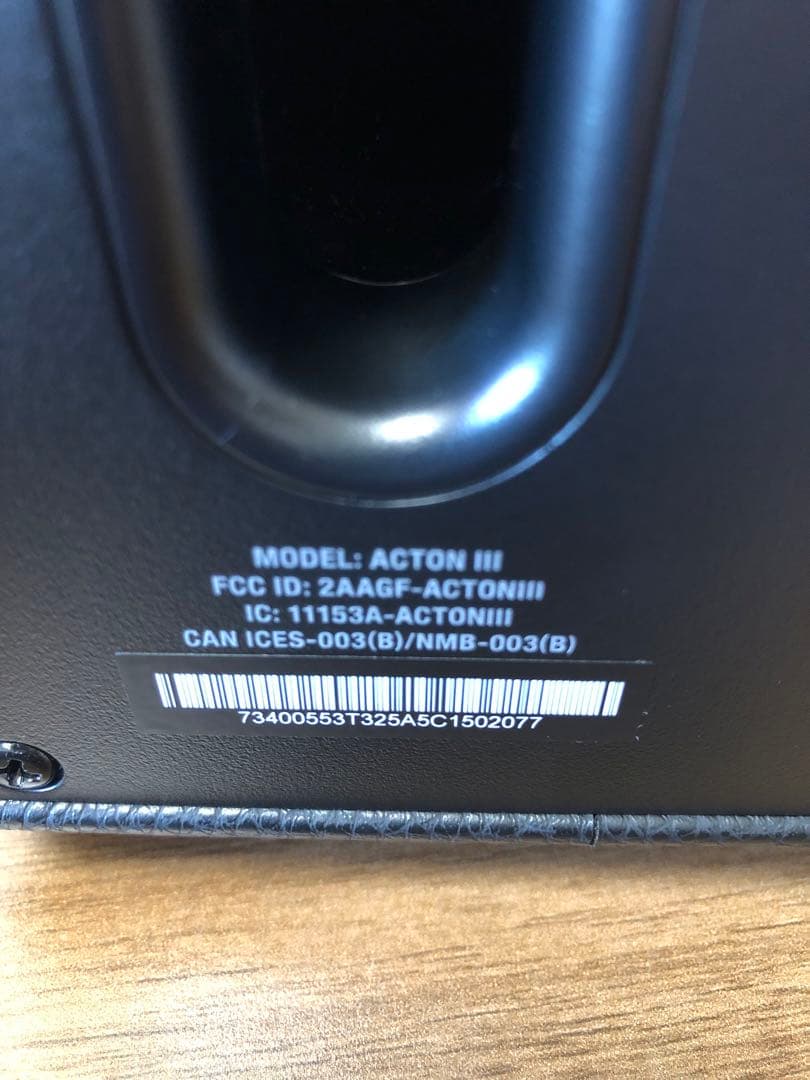 MODEL: ACTON III
FCC ID: 2AAGF-ACTONIII
IC: 11153A-ACTONIII
CAN ICES-003(B)/NMB-003(B)
73400553T325A5C1502077